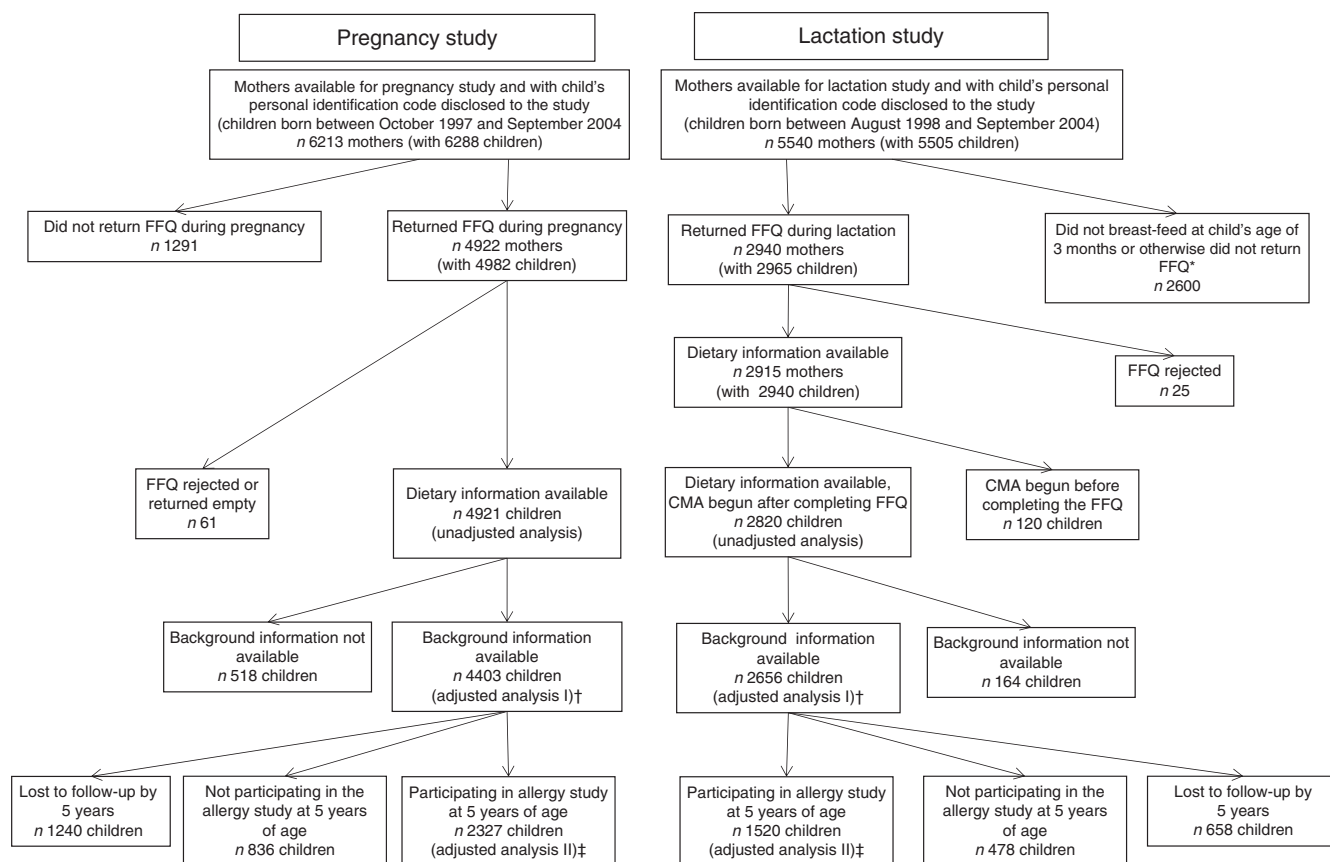 Pregnancy study
Lactation study
Mothers available for pregnancy study and with child's
personal identification code disclosed to the study
(children born between October 1997 and September 2004
n 6213 mothers (with 6288 children)
Mothers available for lactation study and with child's personal
identification code disclosed to the study
(children born between August 1998 and September 2004)
n 5540 mothers (with 5505 children)
Did not return FFQ during pregnancy
n 1291
Returned FFQ during pregnancy
n 4922 mothers
(with 4982 children)
Returned FFQ during lactation
n 2940 mothers
(with 2965 children)
Did not breast-feed at child's age of
3 months or otherwise did not return
FFQ*
n 2600
Dietary information available
n 2915 mothers
(with 2940 children)
FFQ rejected
n 25
FFQ rejected or
returned empty
n 61
Dietary information available
n 4921 children
(unadjusted analysis)
Dietary information available,
CMA begun after completing FFQ
n 2820 children
(unadjusted analysis)
CMA begun before
completing the FFQ
n 120 children
Background information not
available
n 518 children
Background information
available
n 4403 children
(adjusted analysis I)†
Background information
available
n 2656 children
(adjusted analysis I)†
Background information not
available
n 164 children
Lost to follow-up by
5 years
n 1240 children
Not participating in the
allergy study at 5 years
of age
n 836 children
Participating in allergy study
at 5 years of age
n 2327 children
(adjusted analysis II)‡
Participating in allergy study
at 5 years of age
n 1520 children
(adjusted analysis II)‡
Not participating in the
allergy study at 5 years
of age
n 478 children
Lost to follow-up by
5 years
n 658 children